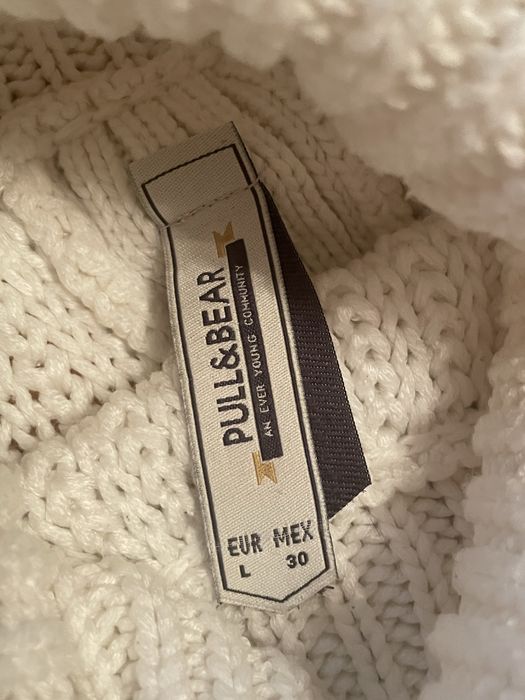 PULL&BEAR
AN EVER YOUNG COMMUNITY
EUR MEX
L 30